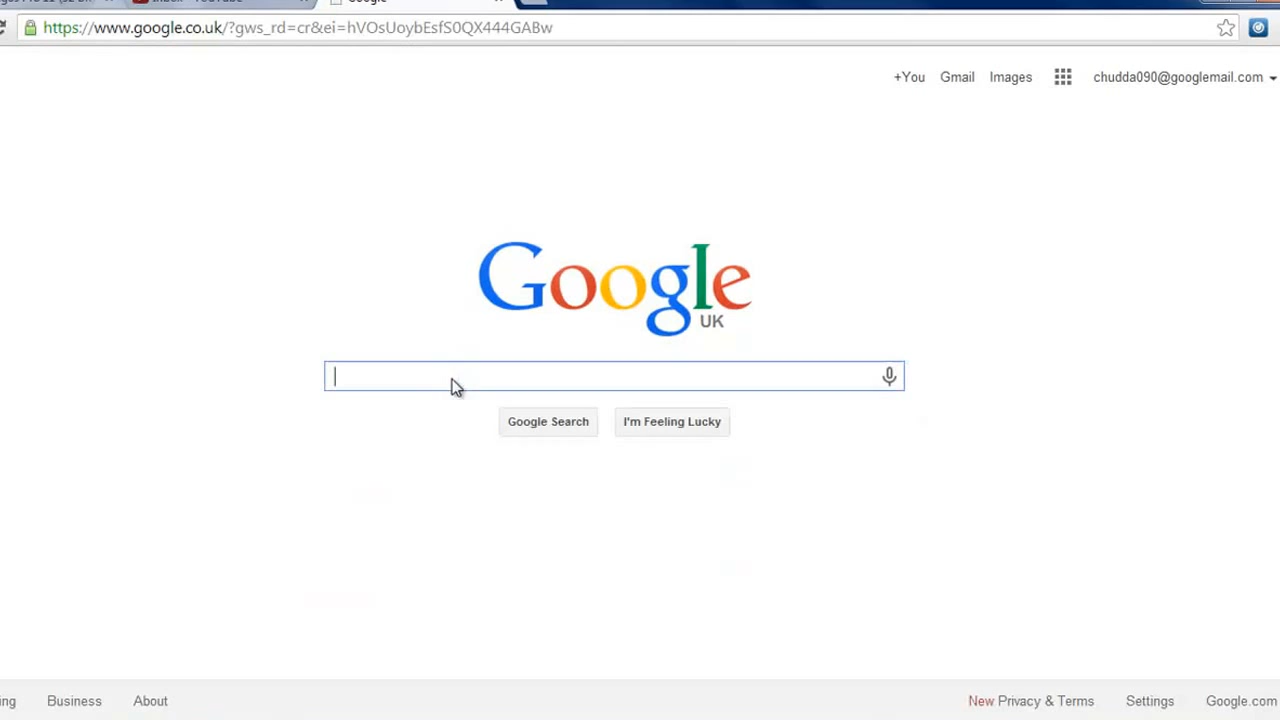 Google
https://www.google.co.uk/?gws_rd=cr&ei=hVOsUoybEsfS0QX444GABw
+You Gmail Images chudda090@googlemail.com
Google
UK
Google Search I'm Feeling Lucky
Business About New Privacy & Terms Settings Google.com